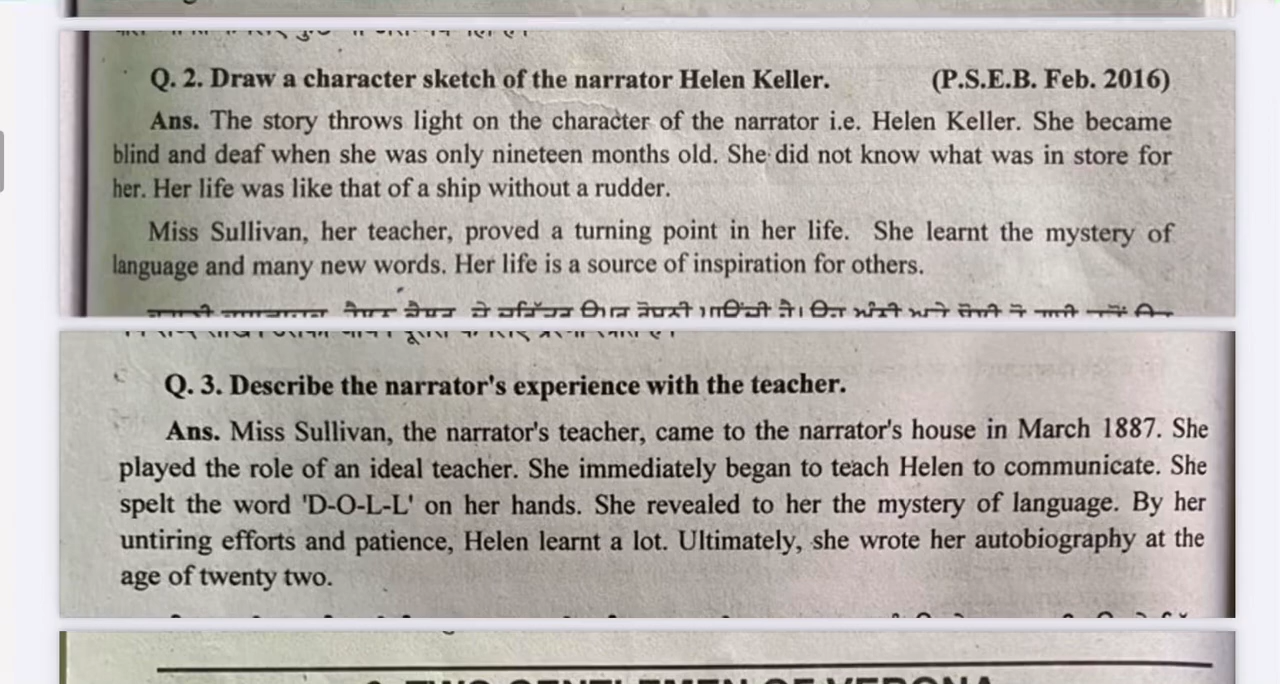 Q. 2. Draw a character sketch of the narrator Helen Keller. (P.S.E.B. Feb. 2016)
Ans. The story throws light on the character of the narrator i.e. Helen Keller. She became
blind and deaf when she was only nineteen months old. She did not know what was in store for
her. Her life was like that of a ship without a rudder.
Miss Sullivan, her teacher, proved a turning point in her life. She learnt the mystery of
language and many new words. Her life is a source of inspiration for others.
Q. 3. Describe the narrator's experience with the teacher.
Ans. Miss Sullivan, the narrator's teacher, came to the narrator's house in March 1887. She
played the role of an ideal teacher. She immediately began to teach Helen to communicate. She
spelt the word 'D-O-L-L' on her hands. She revealed to her the mystery of language. By her
untiring efforts and patience, Helen learnt a lot. Ultimately, she wrote her autobiography at the
age of twenty two.
TWO GENTLEMEN OF VERONA